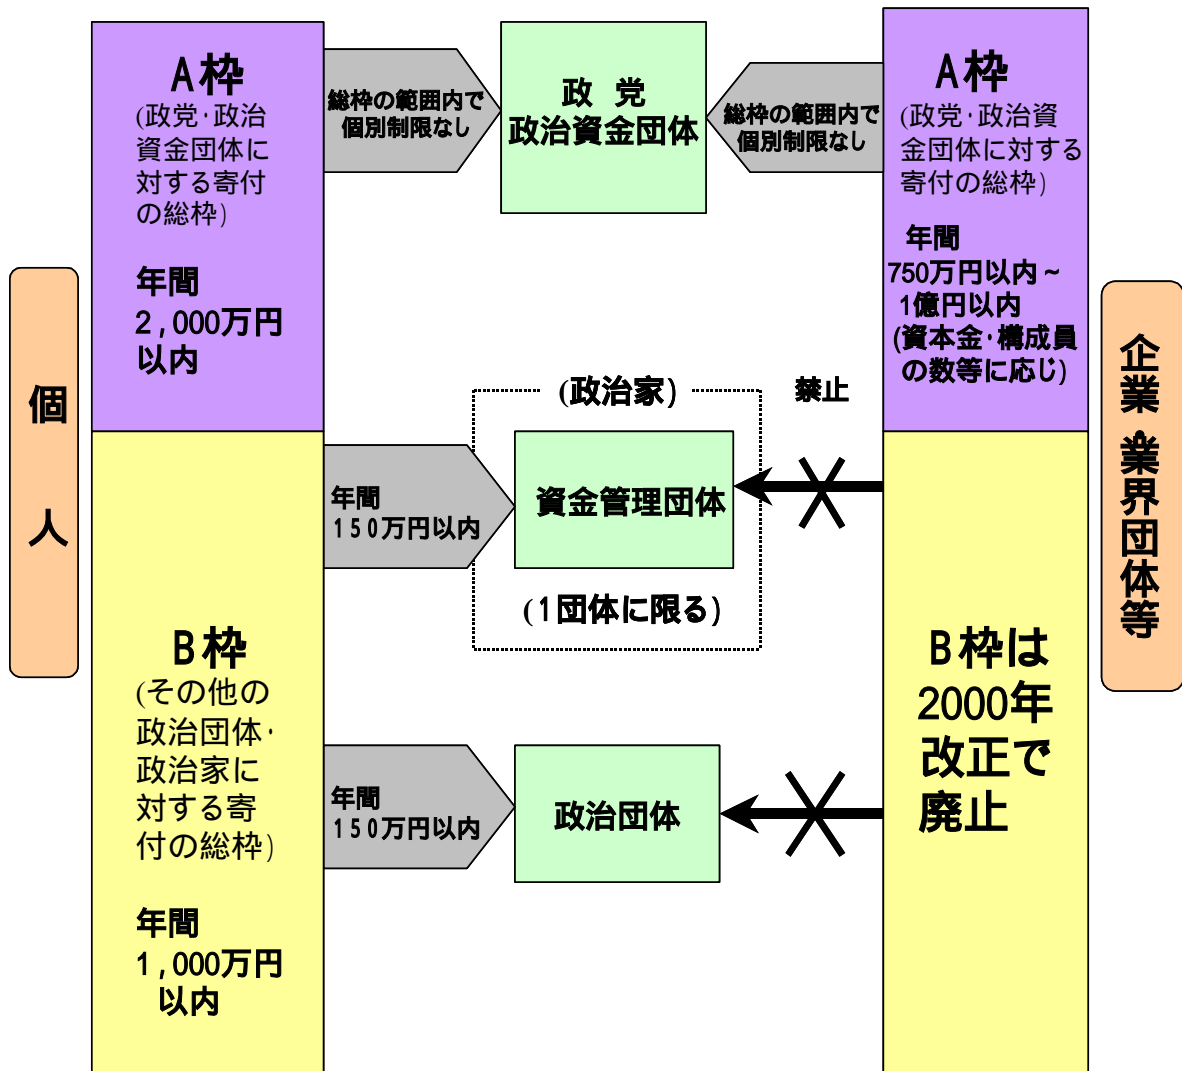 個
人
A枠
(政党・政治
資金団体に
対する寄付
の総枠)
年間
2,000万円
以内
B枠
(その他の
政治団体・
政治家に
対する寄
付の総枠)
年間
1,000万円
以内
総枠の範囲内で
個別制限なし
政 党
政治資金団体
総枠の範囲内で
個別制限なし
(政治家)
年間
150万円以内
資金管理団体
(1団体に限る)
禁止
年間
150万円以内
政治団体
A枠
(政党・政治資
金団体に対する
寄付の総枠)
年間
750万円以内~
1億円以内
(資本金・構成員
の数等に応じ)
B枠は
2000年
改正で
廃止
企業・業界団体等